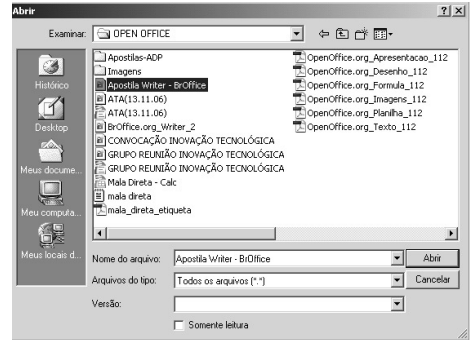 Abrir
Examinar:
OPEN OFFICE
Histórico
Desktop
Meus docume...
Meu computa...
Meus locais d...
Apostilas-ADP
Imagens
Apostila Writer - BrOffice
ATA(13.11.06)
ATA(13.11.06)
BrOffice.org_Writer_2
CONVOCAÇÃO INOVAÇÃO TECNOLÓGICA
GRUPO REUNIÃO INOVAÇÃO TECNOLÓGICA
GRUPO REUNIÃO INOVAÇÃO TECNOLÓGICA
Mala Direta - Calc
mala direta
mala_direta_etiqueta
OpenOffice.org_Apresentacao_112
OpenOffice.org_Desenho_112
OpenOffice.org_Formula_112
OpenOffice.org_Imagens_112
OpenOffice.org_Planilha_112
OpenOffice.org_Texto_112
Nome do arquivo:
Apostila Writer - BrOffice
Abrir
Arquivos do tipo:
Todos os arquivos (*.*)
Cancelar
Versão:
Somente leitura